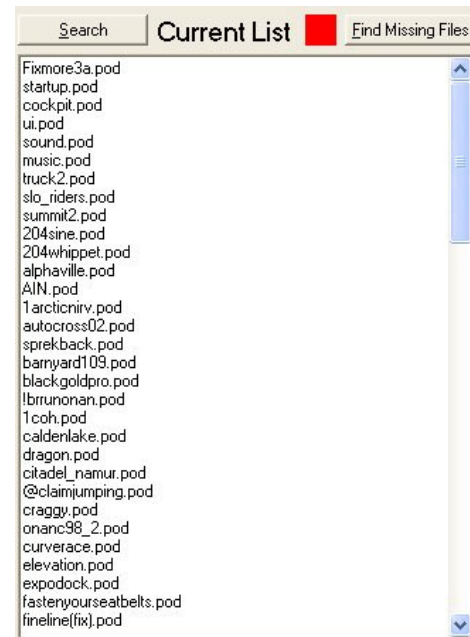 Search Current List Find Missing Files
Fixmore3a.pod
startup.pod
cockpit.pod
ui.pod
sound.pod
music.pod
truck2.pod
slo_riders.pod
summit2.pod
204sine.pod
204whippet.pod
alphaville.pod
AIN.pod
1arcticnirv.pod
autocross02.pod
sprekback.pod
barnyard109.pod
blackgoldpro.pod
!brrunonan.pod
1coh.pod
caldenlake.pod
dragon.pod
citadel_namur.pod
@claimjumping.pod
craggy.pod
onanc98_2.pod
curverace.pod
elevation.pod
expodock.pod
fastenyourseatbelts.pod
fineline(fix).pod